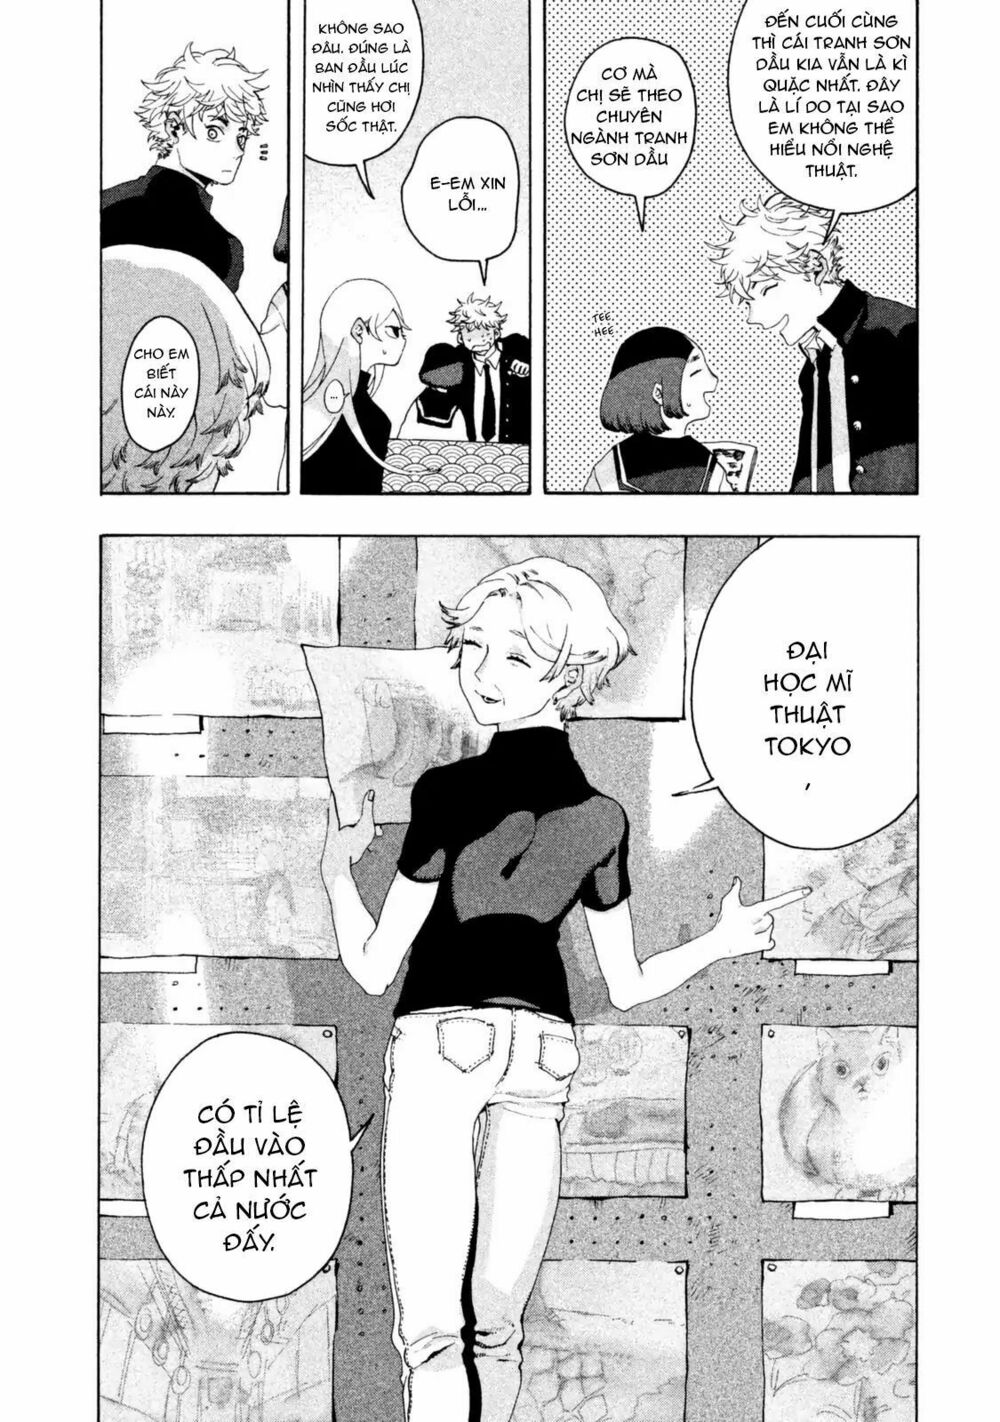 ĐẾN CUỐI CÙNG
THÌ CÁI TRANH SƠN
DẦU KIA VẪN LÀ KÌ
QUẶC NHẤT. ĐÂY
LÀ LÍ DO TẠI SAO
EM KHÔNG THỂ
HIỂU NỔI NGHỆ
THUẬT.
CƠ MÀ
CHỊ SẼ THEO
CHUYÊN
NGÀNH TRANH
SƠN DẦU
TEE,
HEE
KHÔNG SAO
ĐÂU. ĐÚNG LÀ
BAN ĐẦU LÚC
NHÌN THẤY CHỊ
CŨNG HƠI
SỐC THẬT.
E-EM XIN
LỖI...
...
CHO EM
BIẾT
CÁI NÀY
NÀY.
ĐẠI
HỌC MĨ
THUẬT
TOKYO
,
CÓ TỈ LỆ
ĐẦU VÀO
THẤP NHẤT
CẢ NƯỚC
ĐẤY.